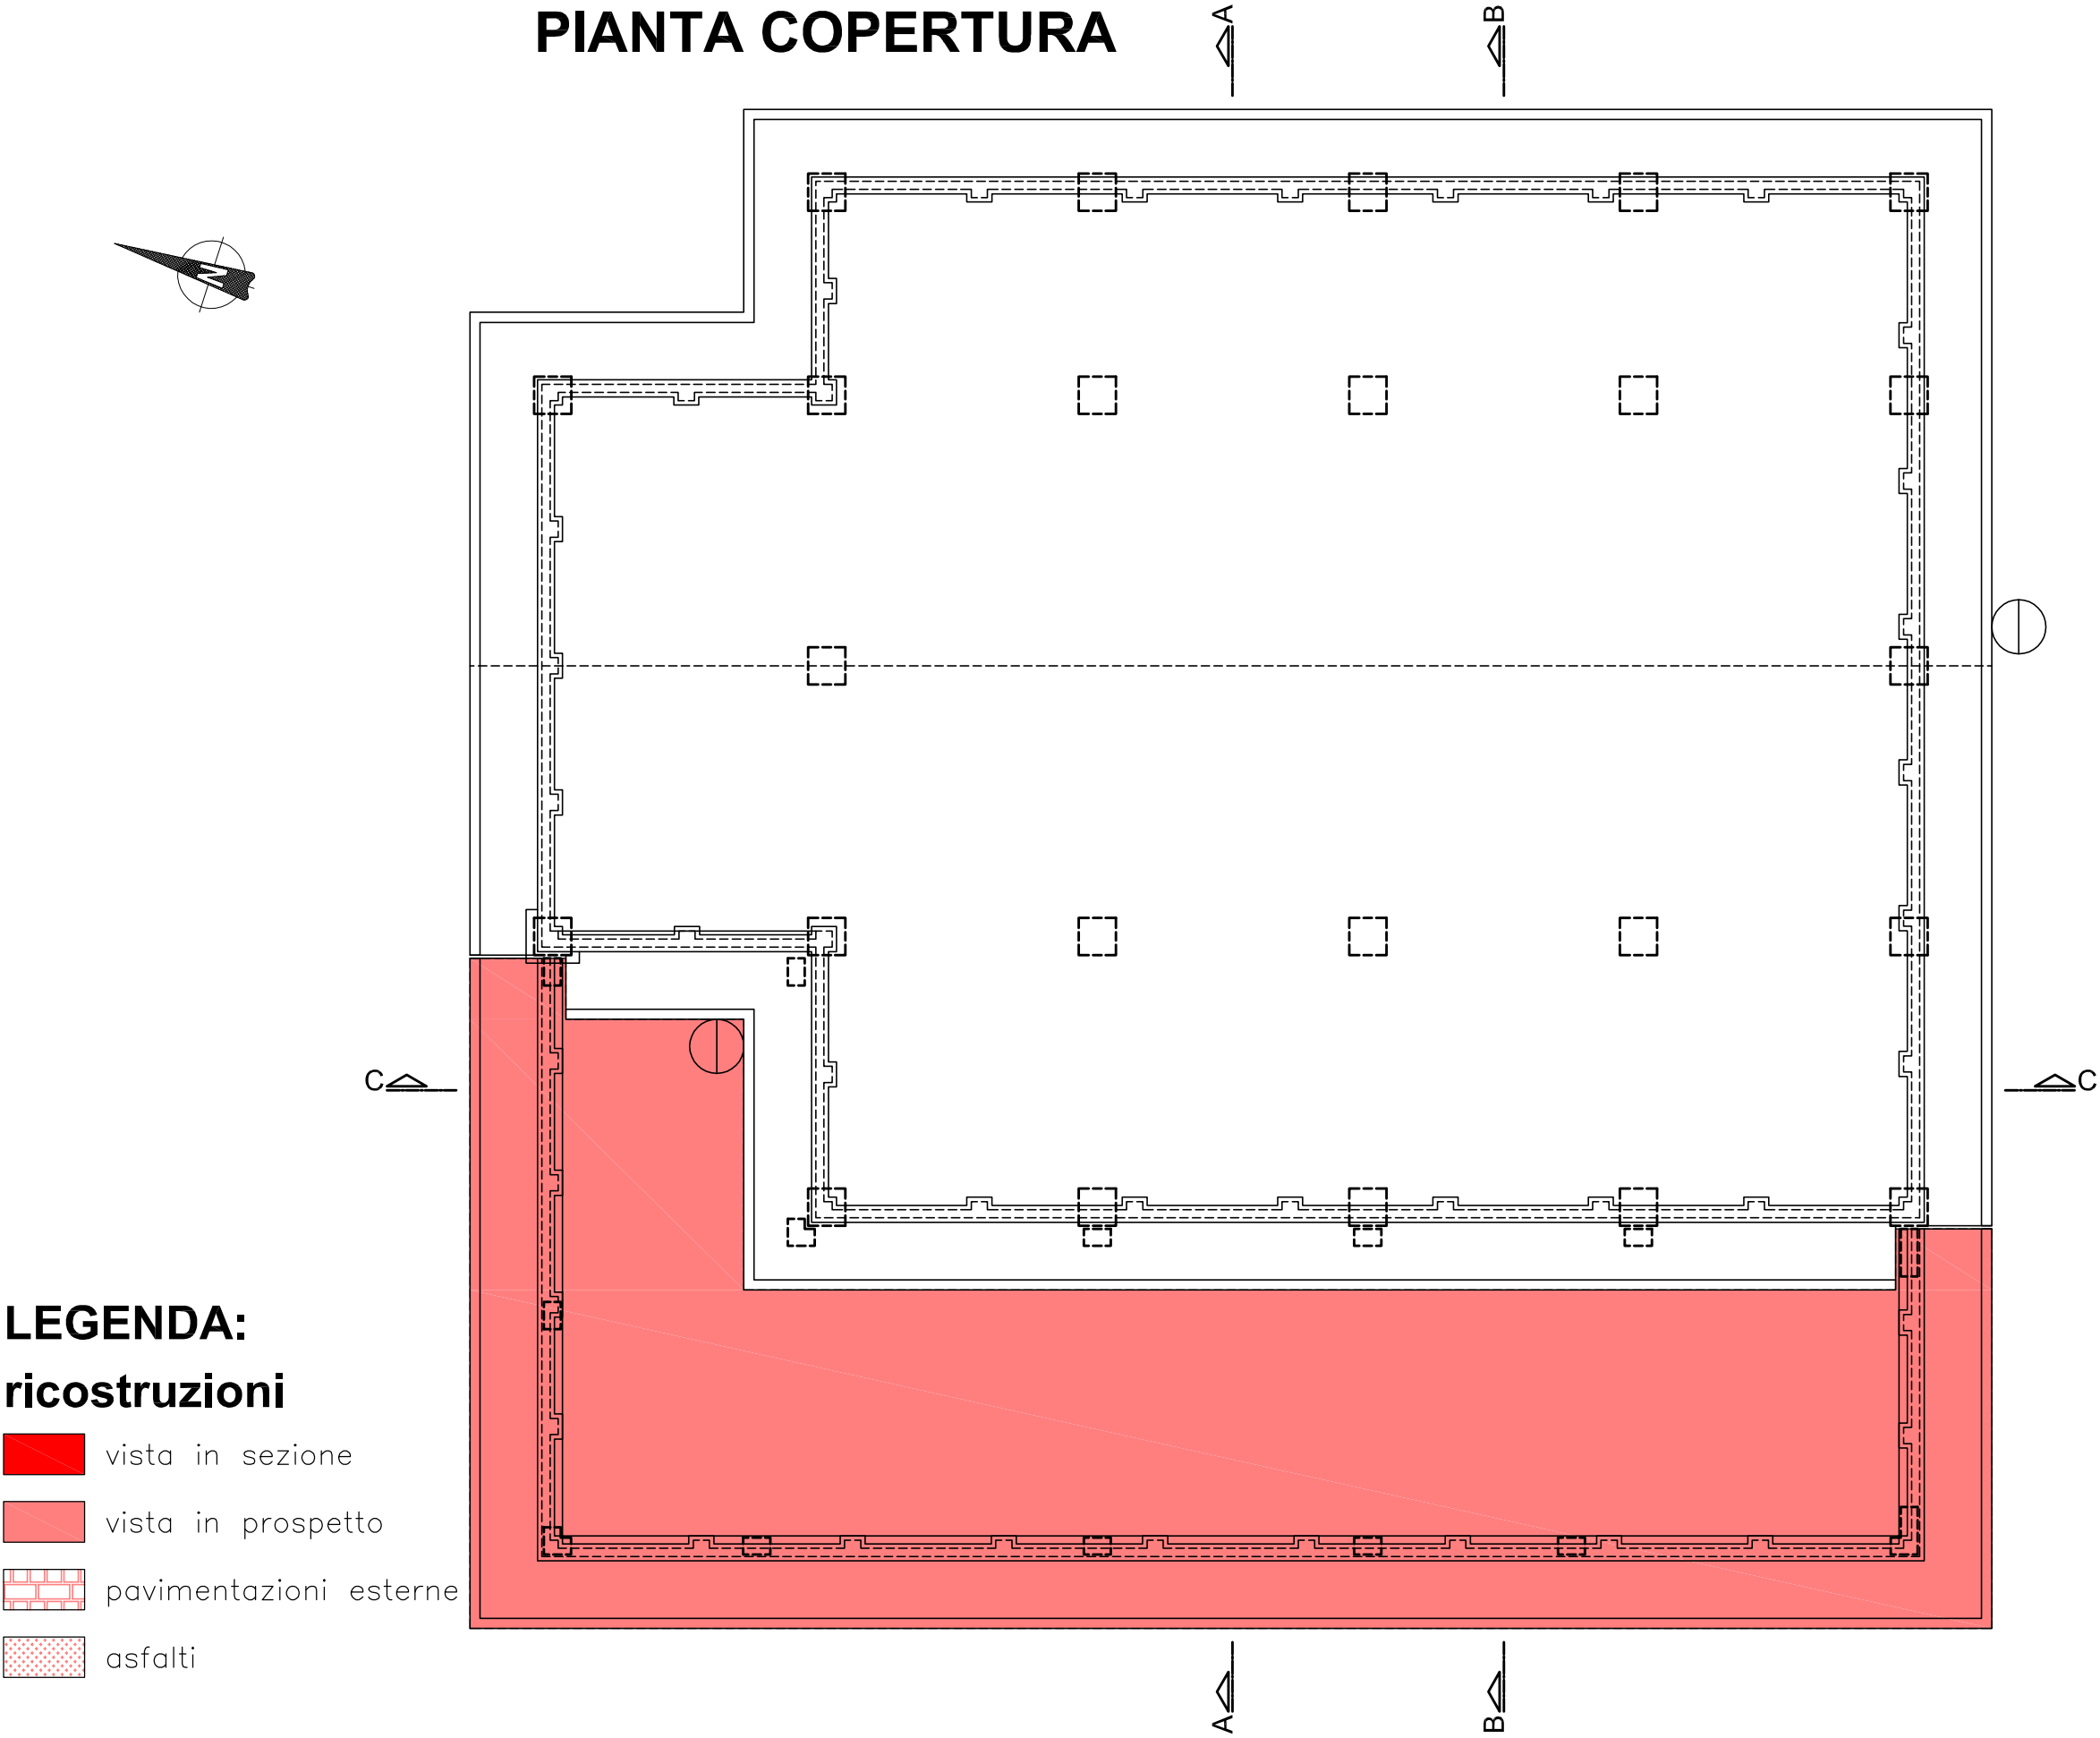 PIANTA COPERTURA
A
B
N
C
C
LEGENDA:
ricostruzioni
vista in sezione
vista in prospetto
pavimentazioni esterne
asfalti
A
B